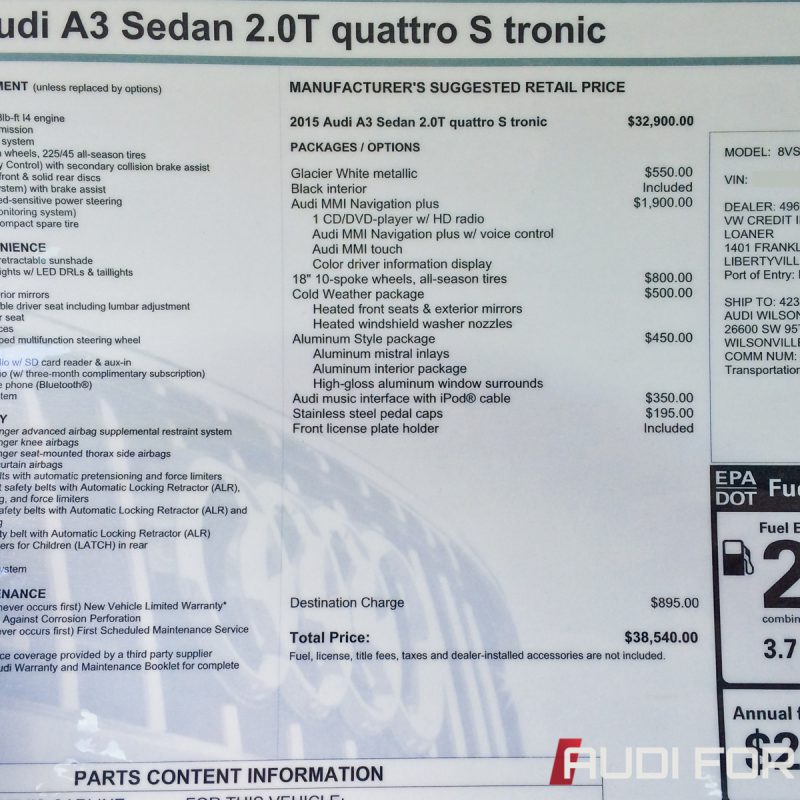 udi A3 Sedan 2.0T quattro S tronic
MENT (unless replaced by options)
lb-ft I4 engine
mission
system
wheels, 225/45 all-season tires
y Control) with secondary collision brake assist
front & solid rear discs
stem) with brake assist
ed-sensitive power steering
onitoring system)
ompact spare tire
NIENCE
retractable sunshade
ights w/ LED DRLs & taillights
rior mirrors
ble driver seat including lumbar adjustment
r seat
ces
ped multifunction steering wheel
dio w/ SD card reader & aux-in
io (w/ three-month complimentary subscription)
e phone (Bluetooth®)
tem
Y
nger advanced airbag supplemental restraint system
nger knee airbags
nger seat-mounted thorax side airbags
curtain airbags
elts with automatic pretensioning and force limiters
t safety belts with Automatic Locking Retractor (ALR),
g, and force limiters
afety belts with Automatic Locking Retractor (ALR) and
g
ty belt with Automatic Locking Retractor (ALR)
ers for Children (LATCH) in rear
ystem
ENANCE
never occurs first) New Vehicle Limited Warranty*
Against Corrosion Perforation
ever occurs first) First Scheduled Maintenance Service
ce coverage provided by a third party supplier
udi Warranty and Maintenance Booklet for complete
MANUFACTURER'S SUGGESTED RETAIL PRICE
2015 Audi A3 Sedan 2.0T quattro S tronic $32,900.00
PACKAGES / OPTIONS
Glacier White metallic $550.00
Black interior Included
Audi MMI Navigation plus $1,900.00
1 CD/DVD-player w/ HD radio
Audi MMI Navigation plus w/ voice control
Audi MMI touch
Color driver information display
18" 10-spoke wheels, all-season tires $800.00
Cold Weather package $500.00
Heated front seats & exterior mirrors
Heated windshield washer nozzles
Aluminum Style package $450.00
Aluminum mistral inlays
Aluminum interior package
High-gloss aluminum window surrounds
Audi music interface with iPod® cable $350.00
Stainless steel pedal caps $195.00
Front license plate holder Included
Destination Charge $895.00
Total Price: $38,540.00
Fuel, license, title fees, taxes and dealer-installed accessories are not included.
MODEL: 8VS
VIN:
DEALER: 496
VW CREDIT I
LOANER
1401 FRANKL
LIBERTYVILL
Port of Entry:
SHIP TO: 423
AUDI WILSON
26600 SW 95T
WILSONVILLE
COMM NUM:
Transportation
EPA
DOT
Fu
Fuel E
2
combin
3.7
Annual f
$2
PARTS CONTENT INFORMATION
FOR THIS VEHICLE:
AUDI FOR